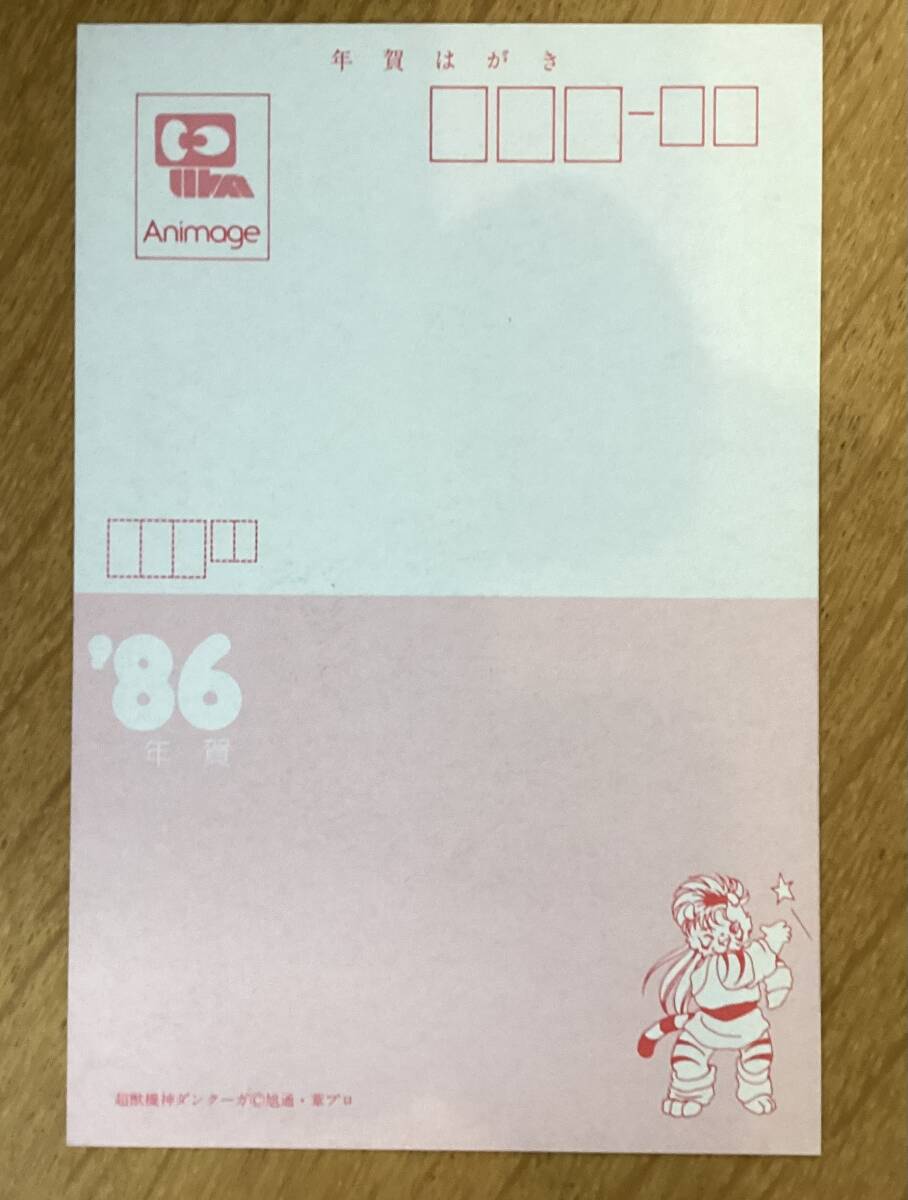 年賀はがき
Animage
'86
年賀
超獣機神ダンクーガ©旭通・葦プロ